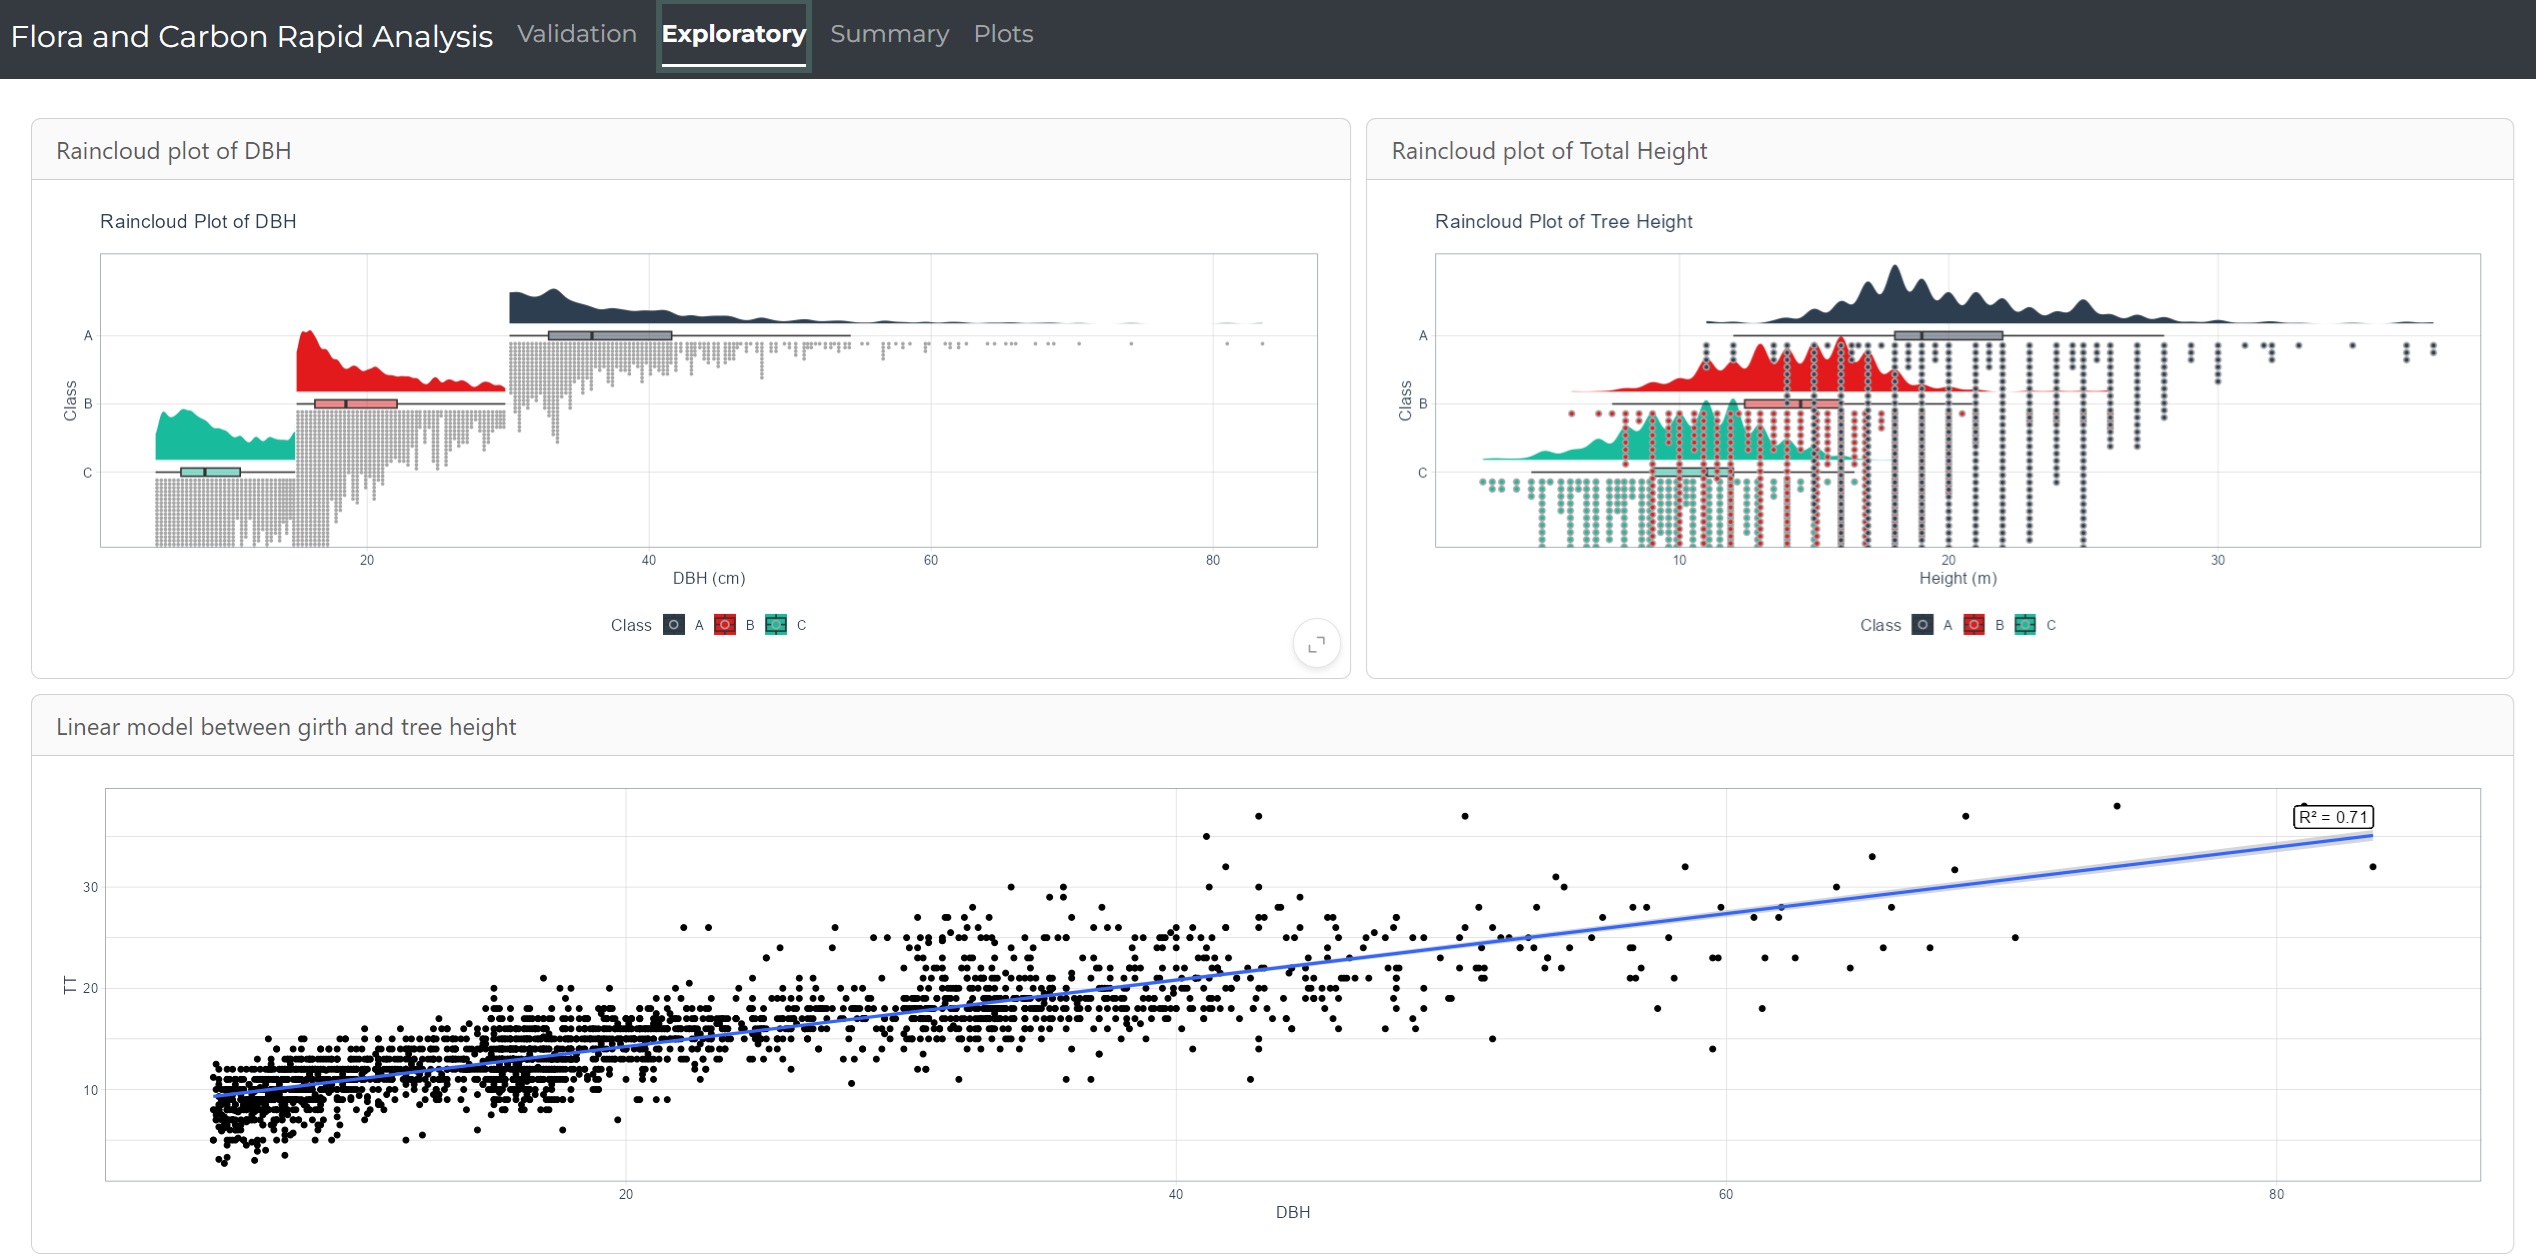 Flora and Carbon Rapid Analysis Validation Exploratory Summary Plots
Raincloud plot of DBH
Raincloud Plot of DBH
Class
A
B
C
20 40 60 80
DBH (cm)
Class A B C
Raincloud plot of Total Height
Raincloud Plot of Tree Height
Class
A
B
C
10 20 30
Height (m)
Class A B C
Linear model between girth and tree height
R² = 0.71
TT
30
20
10
20 40 60 80
DBH